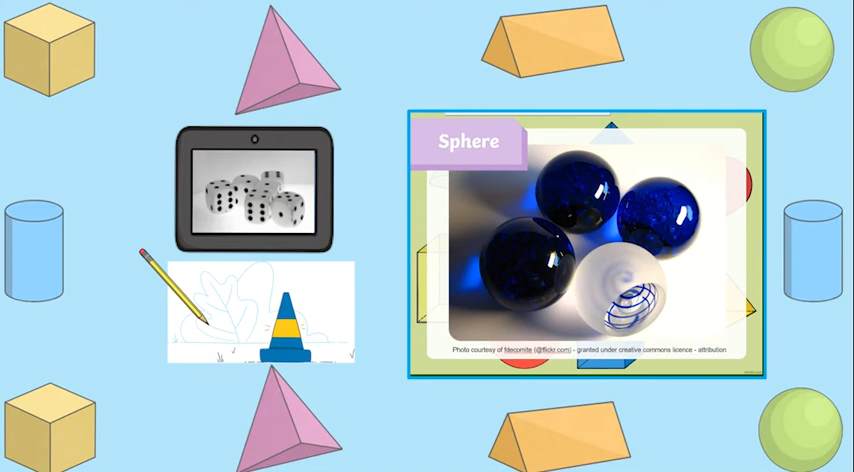 Sphere
Photo courtesy of fdecomite (@flickr.com) - granted under creative commons licence - attribution